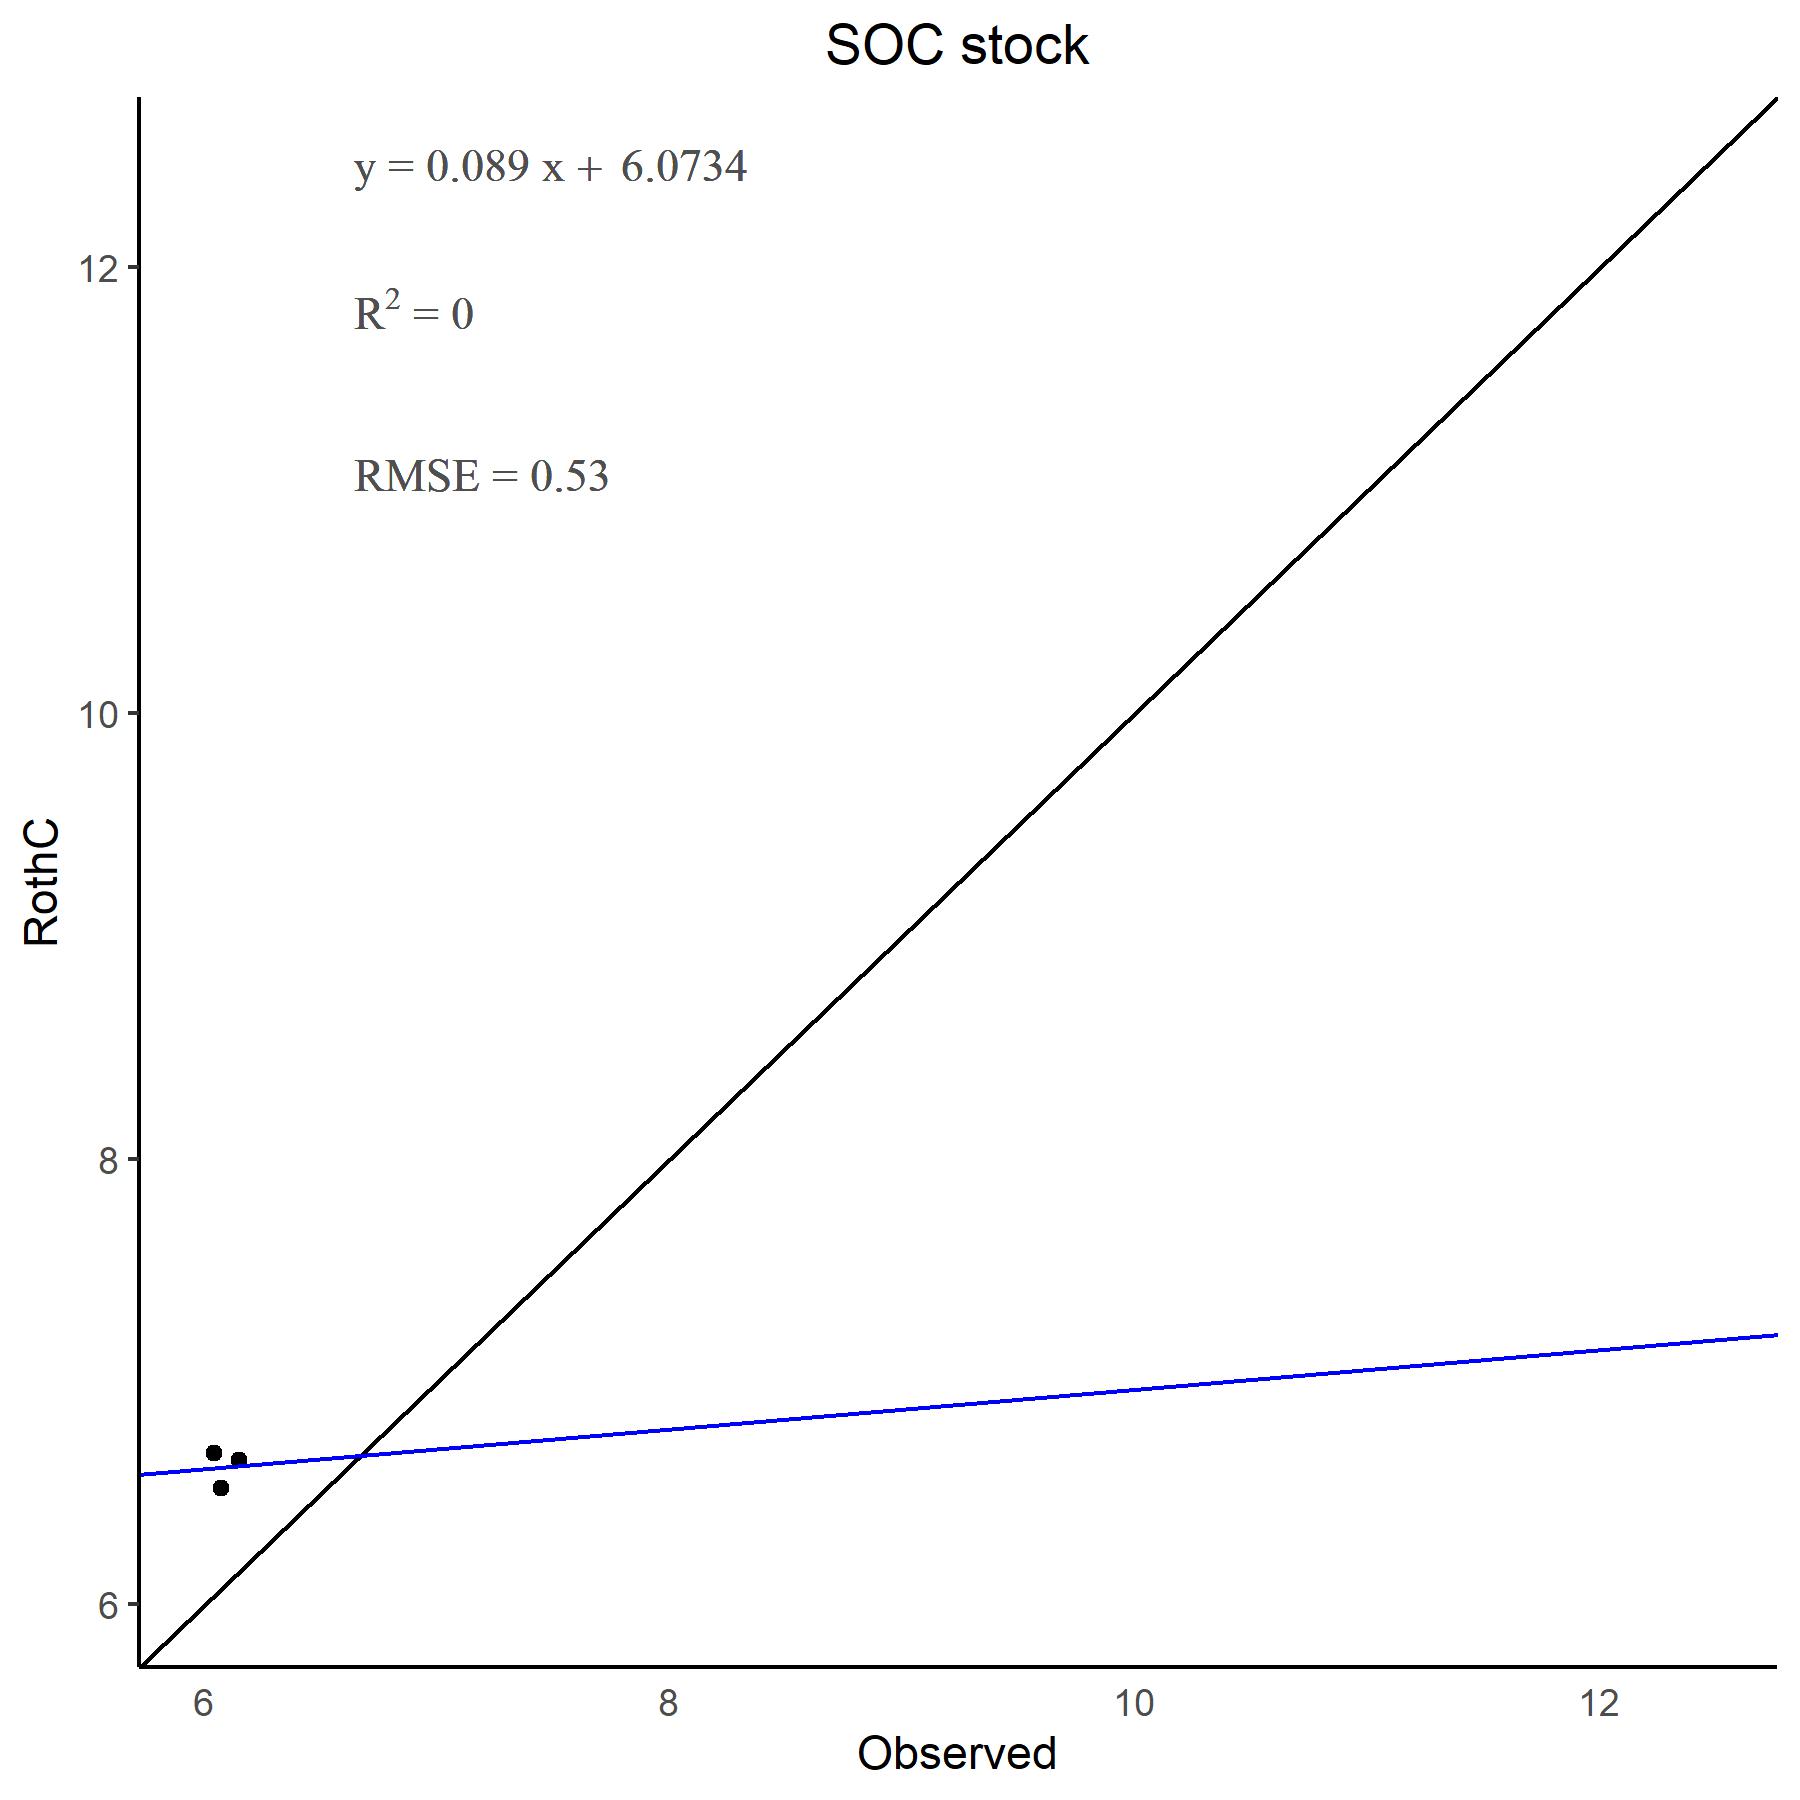 SOC stock
y = 0.089 x + 6.0734
R² = 0
RMSE = 0.53
12
10
8
6
RothC
6 8 10 12
Observed